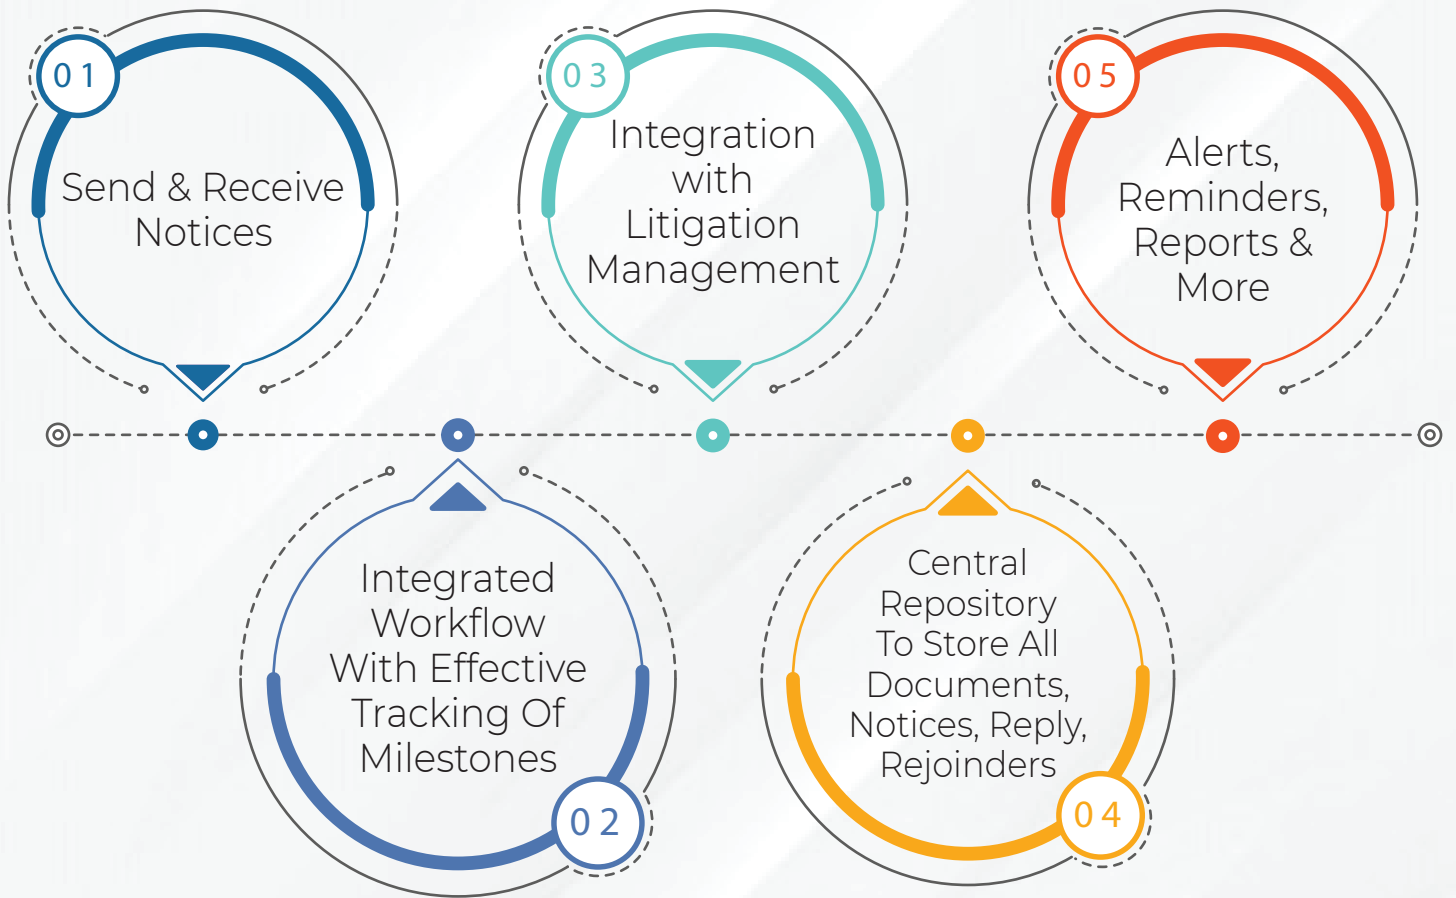 01
Send & Receive
Notices
02
Integrated
Workflow
With Effective
Tracking Of
Milestones
03
Integration
with
Litigation
Management
04
Central
Repository
To Store All
Documents,
Notices, Reply,
Rejoinders
05
Alerts,
Reminders,
Reports &
More